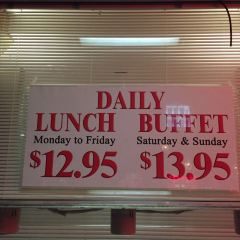 DAILY
LUNCH BUFFET
Monday to Friday Saturday & Sunday
$12.95 $13.95